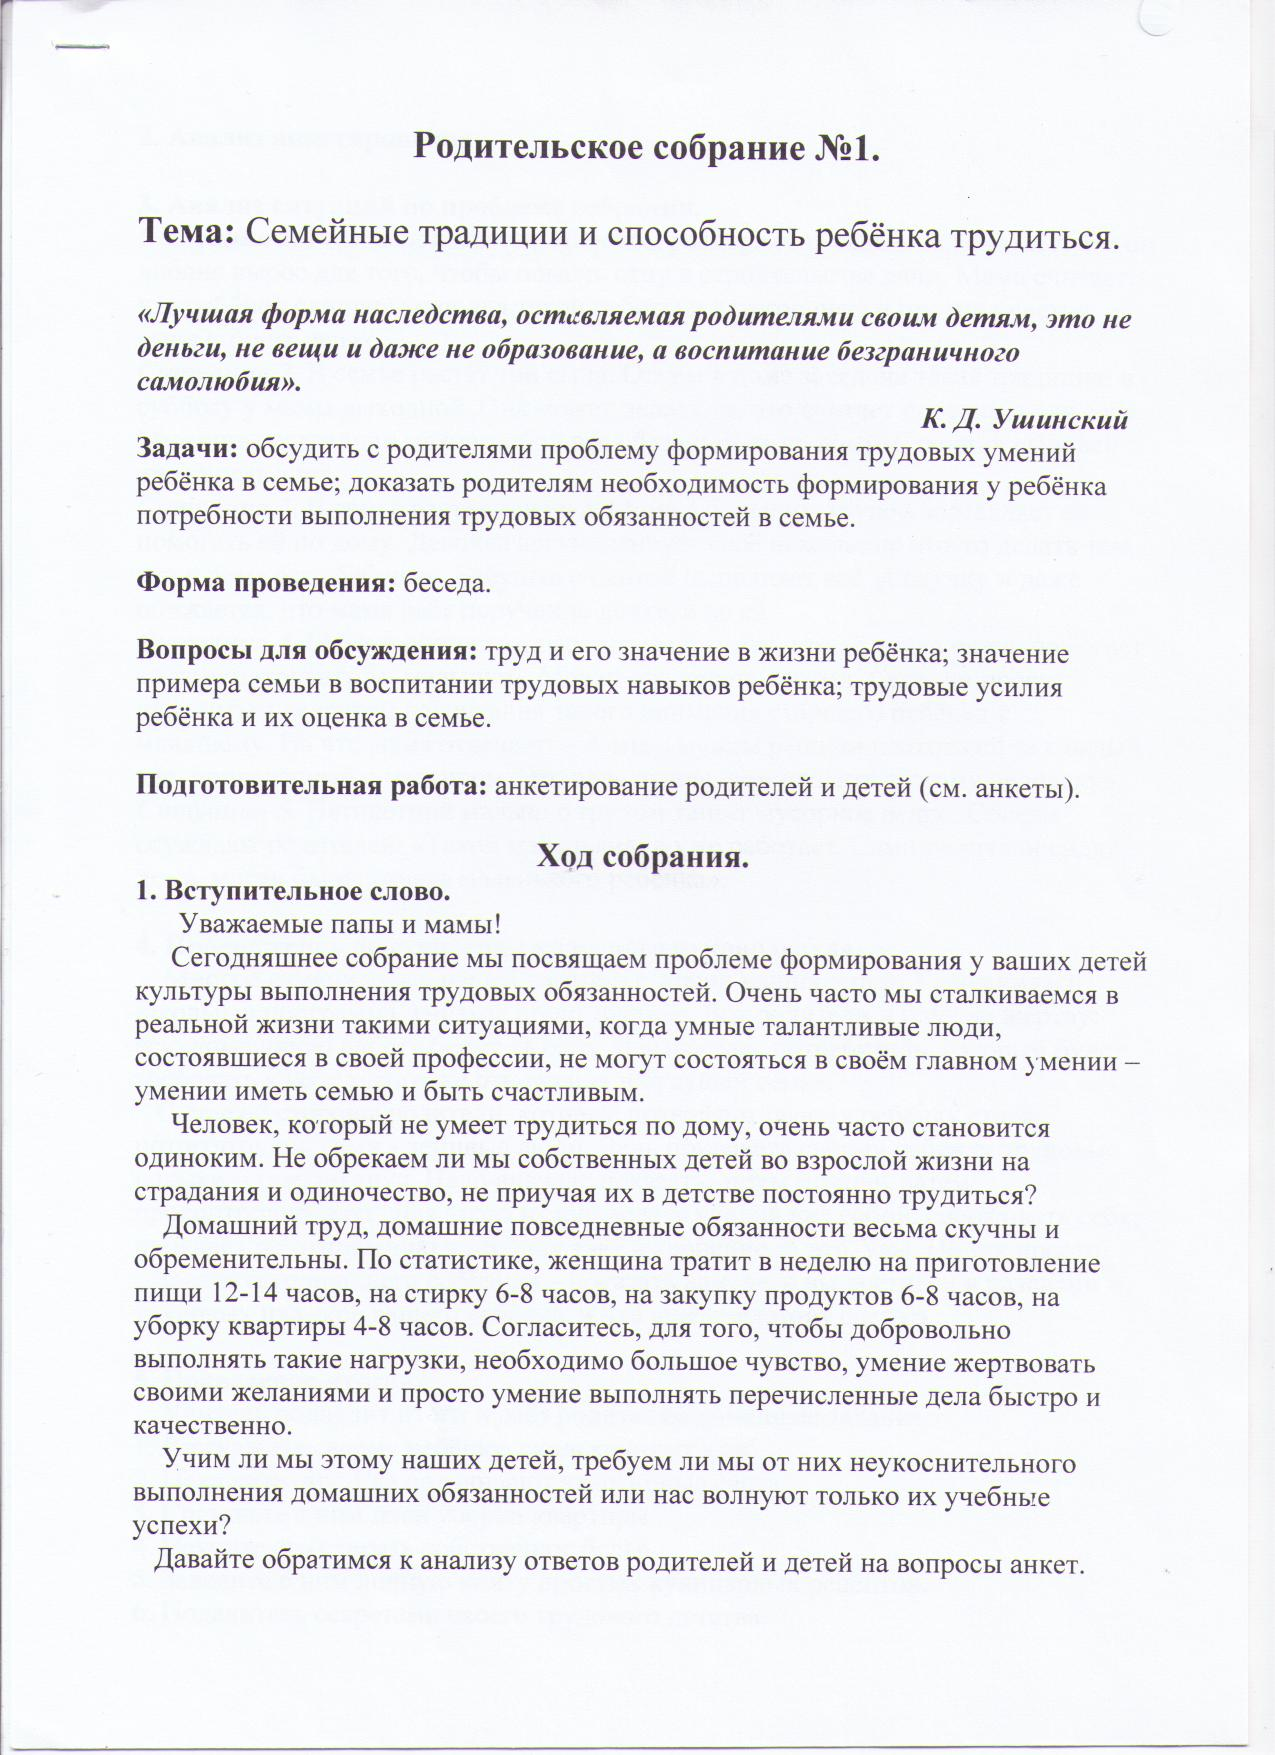 Родительское собрание №1.
Тема: Семейные традиции и способность ребёнка трудиться.
«Лучшая форма наследства, оставляемая родителями своим детям, это не
деньги, не вещи и даже не образование, а воспитание безграничного
самолюбия».
К. Д. Ушинский
Задачи: обсудить с родителями проблему формирования трудовых умений
ребёнка в семье; доказать родителям необходимость формирования у ребёнка
потребности выполнения трудовых обязанностей в семье.
Форма проведения: беседа.
Вопросы для обсуждения: труд и его значение в жизни ребёнка; значение
примера семьи в воспитании трудовых навыков ребёнка; трудовые усилия
ребёнка и их оценка в семье.
Подготовительная работа: анкетирование родителей и детей (см. анкеты).
Ход собрания.
1. Вступительное слово.
Уважаемые папы и мамы!
Сегодняшнее собрание мы посвящаем проблеме формирования у ваших детей
культуры выполнения трудовых обязанностей. Очень часто мы сталкиваемся в
реальной жизни такими ситуациями, когда умные талантливые люди,
состоявшиеся в своей профессии, не могут состояться в своём главном умении –
умении иметь семью и быть счастливым.
Человек, который не умеет трудиться по дому, очень часто становится
одиноким. Не обрекаем ли мы собственных детей во взрослой жизни на
страдания и одиночество, не приучая их в детстве постоянно трудиться?
Домашний труд, домашние повседневные обязанности весьма скучны и
обременительны. По статистике, женщина тратит в неделю на приготовление
пищи 12-14 часов, на стирку 6-8 часов, на закупку продуктов 6-8 часов, на
уборку квартиры 4-8 часов. Согласитесь, для того, чтобы добровольно
выполнять такие нагрузки, необходимо большое чувство, умение жертвовать
своими желаниями и просто умение выполнять перечисленные дела быстро и
качественно.
Учим ли мы этому наших детей, требуем ли мы от них неукоснительного
выполнения домашних обязанностей или нас волнуют только их учебные
успехи?
Давайте обратимся к анализу ответов родителей и детей на вопросы анкет.